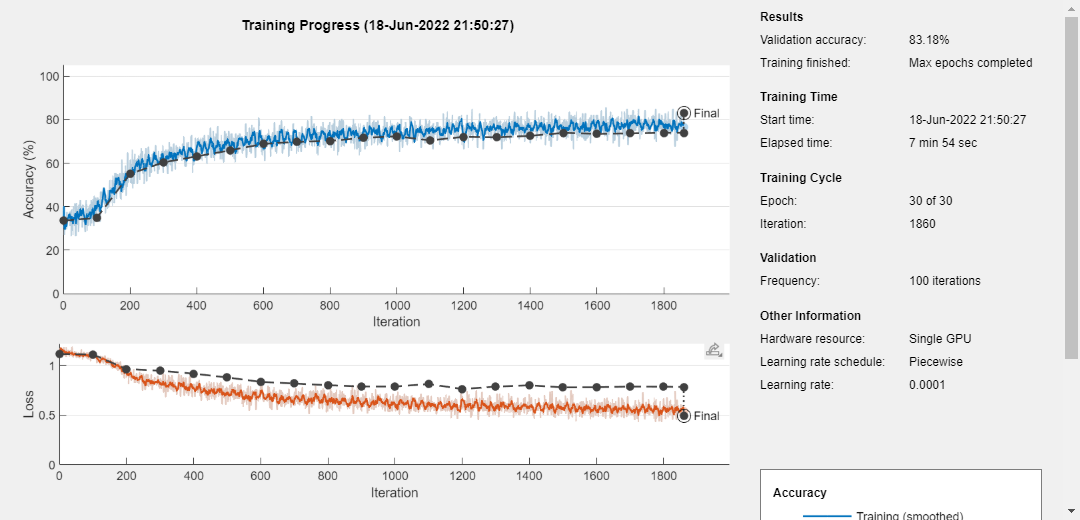 Training Progress (18-Jun-2022 21:50:27)
100
80
60
40
20
0
Accuracy (%)
Final
0 200 400 600 800 1000 1200 1400 1600 1800
Iteration
1
0.5
0
Loss
Final
0 200 400 600 800 1000 1200 1400 1600 1800
Iteration
Results
Validation accuracy: 83.18%
Training finished: Max epochs completed
Training Time
Start time: 18-Jun-2022 21:50:27
Elapsed time: 7 min 54 sec
Training Cycle
Epoch: 30 of 30
Iteration: 1860
Validation
Frequency: 100 iterations
Other Information
Hardware resource: Single GPU
Learning rate schedule: Piecewise
Learning rate: 0.0001
Accuracy
Training (smoothed)